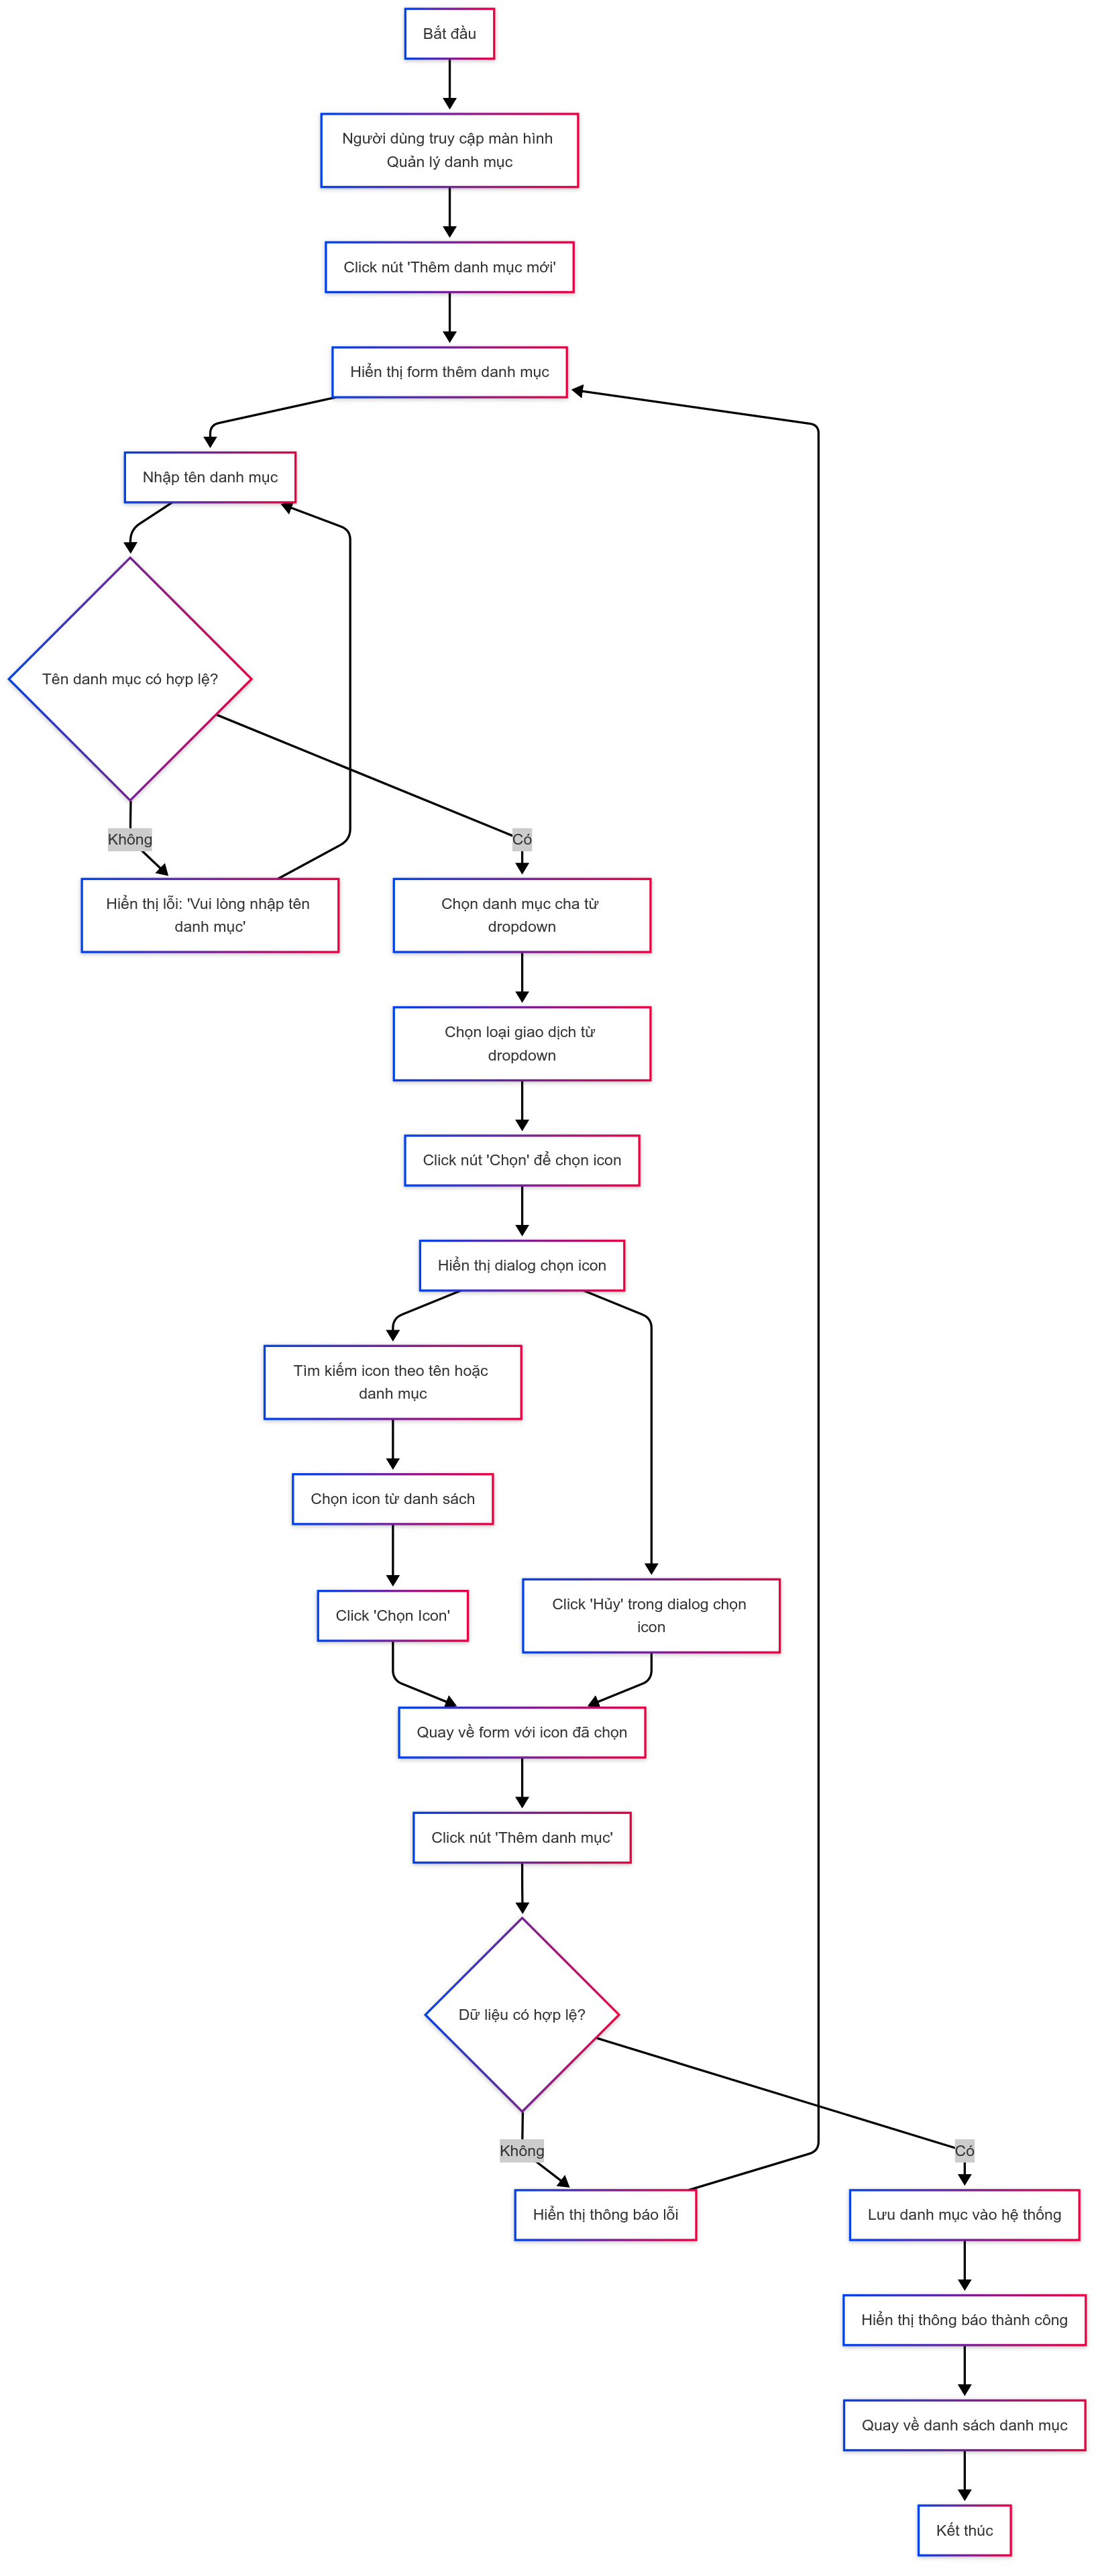 Bắt đầu
Người dùng truy cập màn hình
Quản lý danh mục
Click nút 'Thêm danh mục mới'
Hiển thị form thêm danh mục
Nhập tên danh mục
Tên danh mục có hợp lệ?
Không
Có
Hiển thị lỗi: 'Vui lòng nhập tên
danh mục'
Chọn danh mục cha từ
dropdown
Chọn loại giao dịch từ
dropdown
Click nút 'Chọn' để chọn icon
Hiển thị dialog chọn icon
Tìm kiếm icon theo tên hoặc
danh mục
Chọn icon từ danh sách
Click 'Chọn Icon'
Click 'Hủy' trong dialog chọn
icon
Quay về form với icon đã chọn
Click nút 'Thêm danh mục'
Dữ liệu có hợp lệ?
Không
Có
Hiển thị thông báo lỗi
Lưu danh mục vào hệ thống
Hiển thị thông báo thành công
Quay về danh sách danh mục
Kết thúc